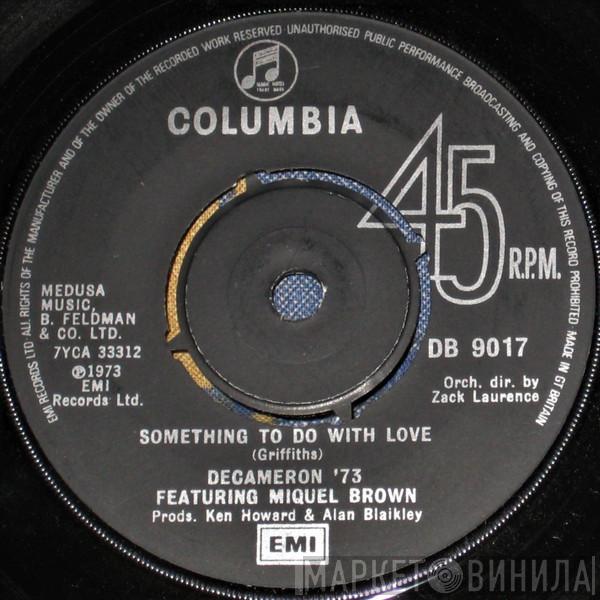 EMI RECORDS LTD · ALL RIGHTS OF THE MANUFACTURER AND OF THE OWNER OF THE RECORDED WORK RESERVED · UNAUTHORISED PUBLIC PERFORMANCE BROADCASTING AND COPYING OF THIS RECORD PROHIBITED · MADE IN GT BRITAIN
COLUMBIA
45
R.P.M.
MEDUSA
MUSIC,
B. FELDMAN
& CO. LTD.
7YCA 33312
℗1973
EMI
Records Ltd.
DB 9017
Orch. dir. by
Zack Laurence
SOMETHING TO DO WITH LOVE
(Griffiths)
DECAMERON '73
FEATURING MIQUEL BROWN
Prods. Ken Howard & Alan Blaikley
EMI
МАРКЕТ ВИНИЛА